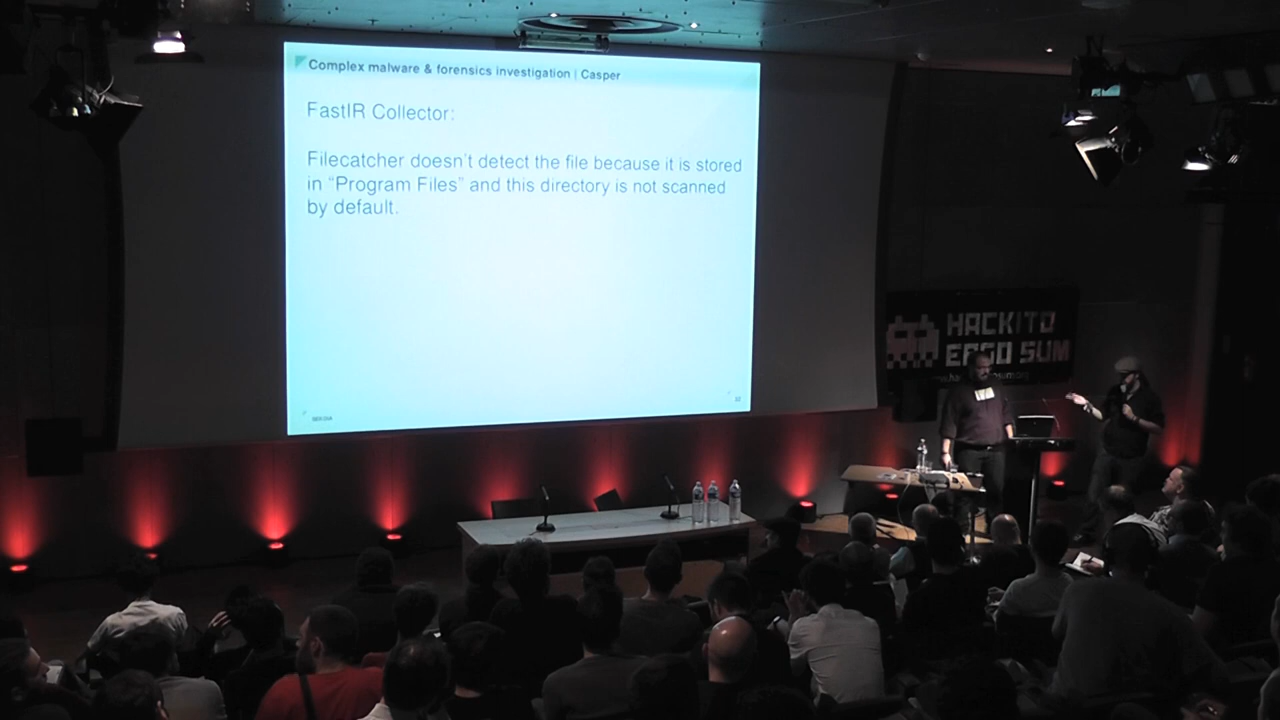 Complex malware & forensics investigation | Casper
FastIR Collector:
Filecatcher doesn't detect the file because it is stored
in “Program Files” and this directory is not scanned
by default.
HACKITO
ERGO SUM